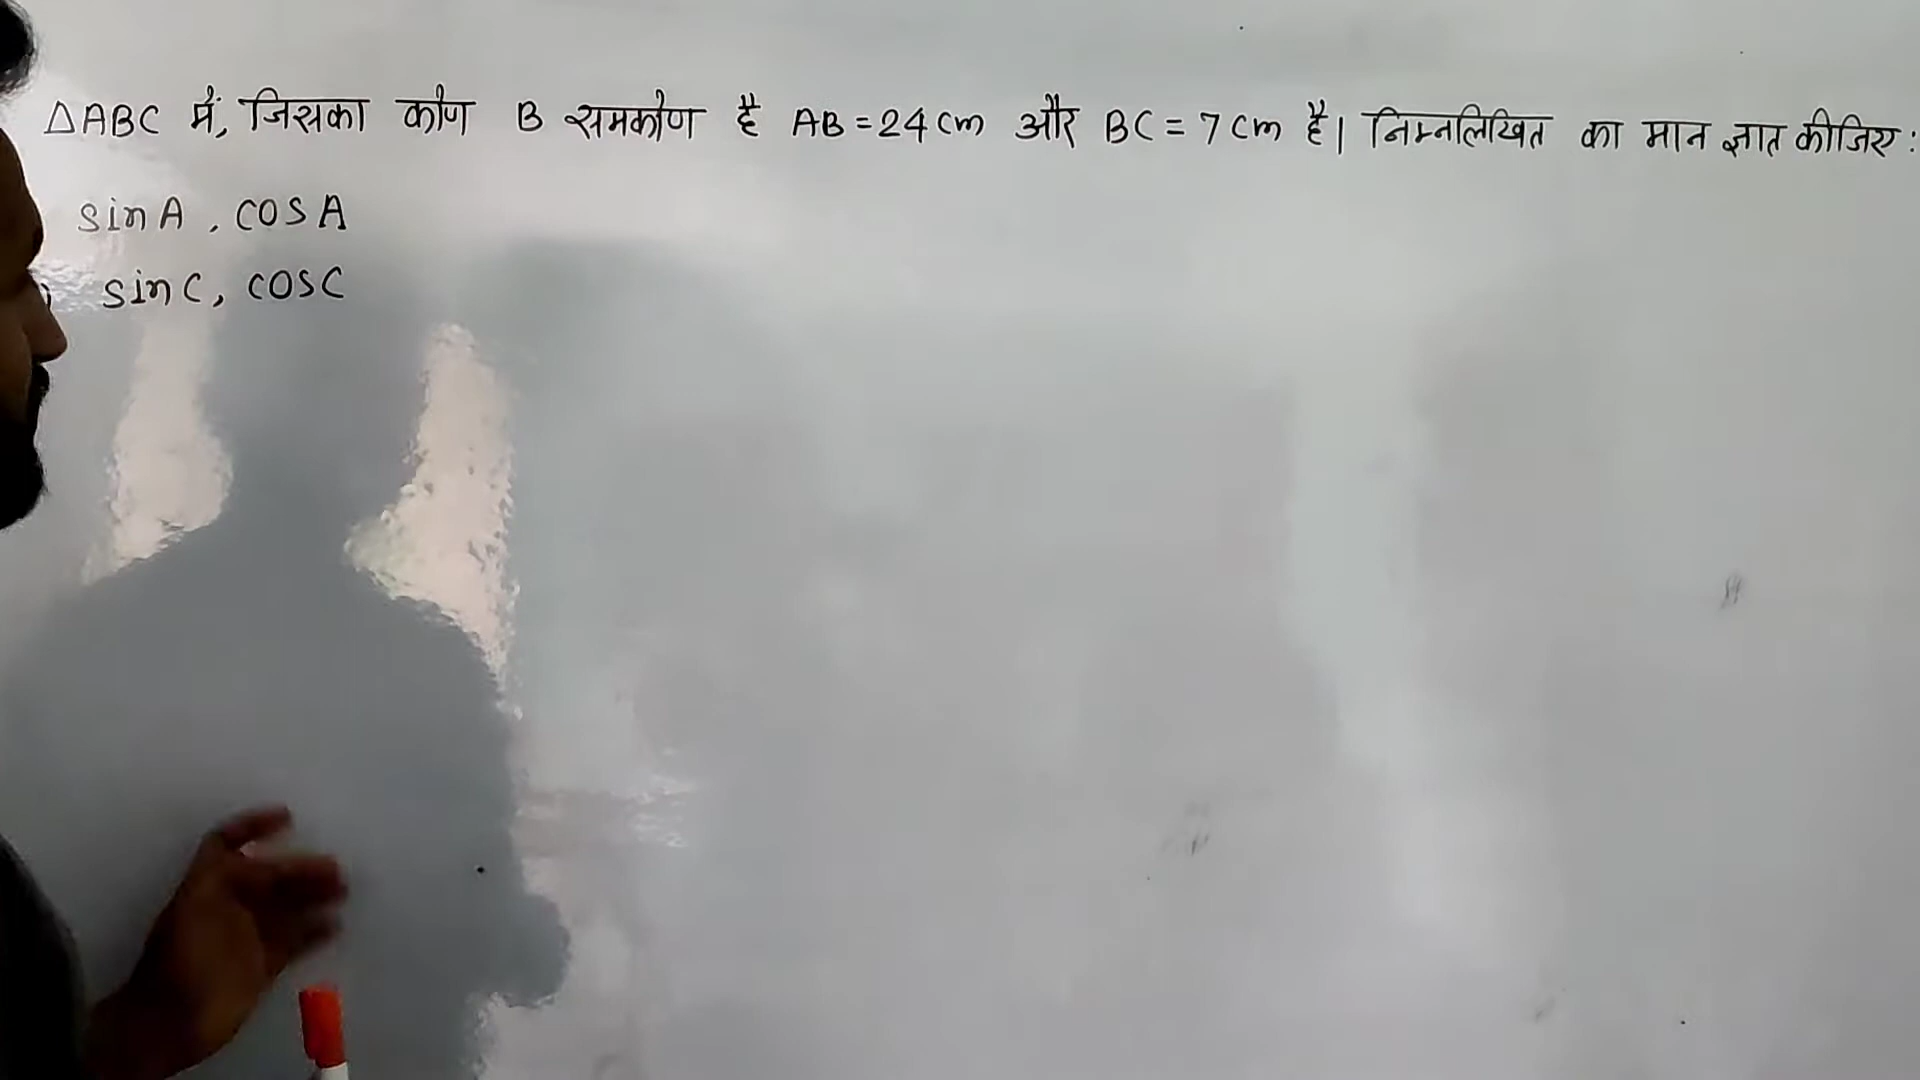 △ABC में, जिसका कोण B समकोण है AB = 24 cm और BC = 7 cm है। निम्नलिखित का मान ज्ञात कीजिए :
sin A , cos A
) sin C, cos C